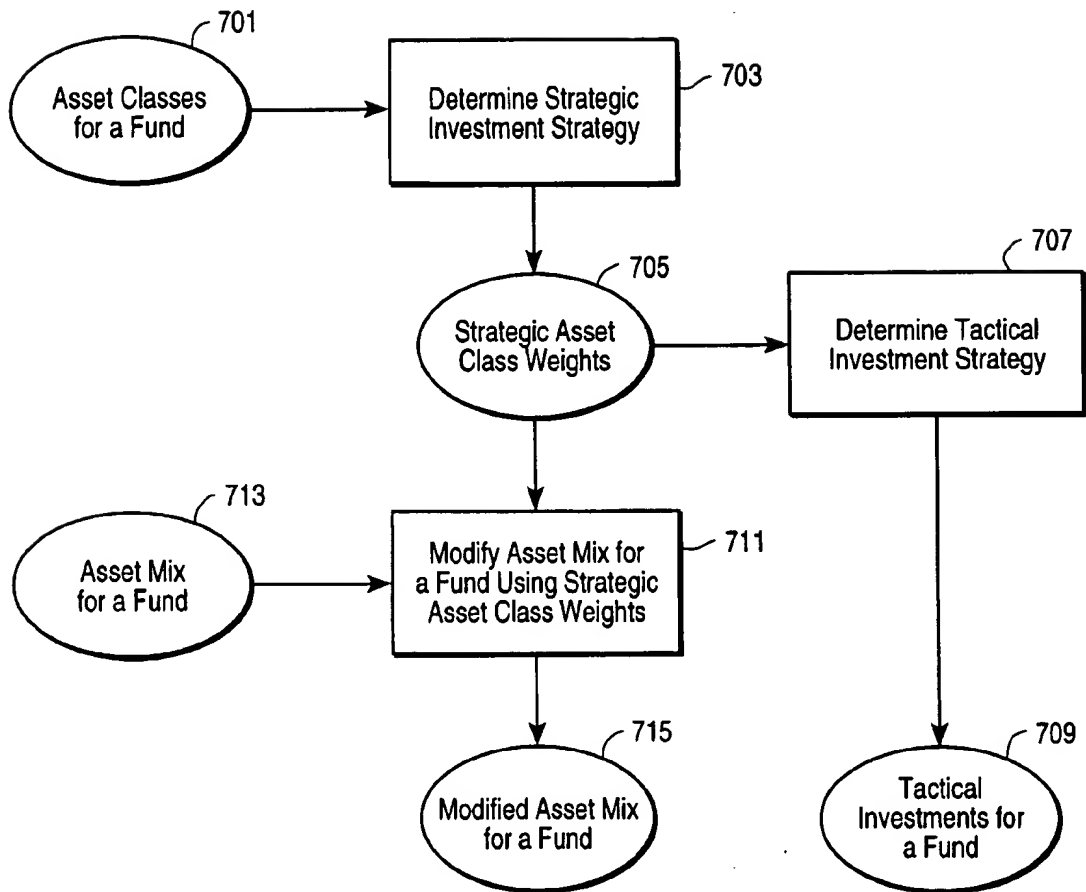 701
Asset Classes
for a Fund
703
Determine Strategic
Investment Strategy
705
Strategic Asset
Class Weights
707
Determine Tactical
Investment Strategy
713
Asset Mix
for a Fund
711
Modify Asset Mix for
a Fund Using Strategic
Asset Class Weights
715
Modified Asset Mix
for a Fund
709
Tactical
Investments for
a Fund